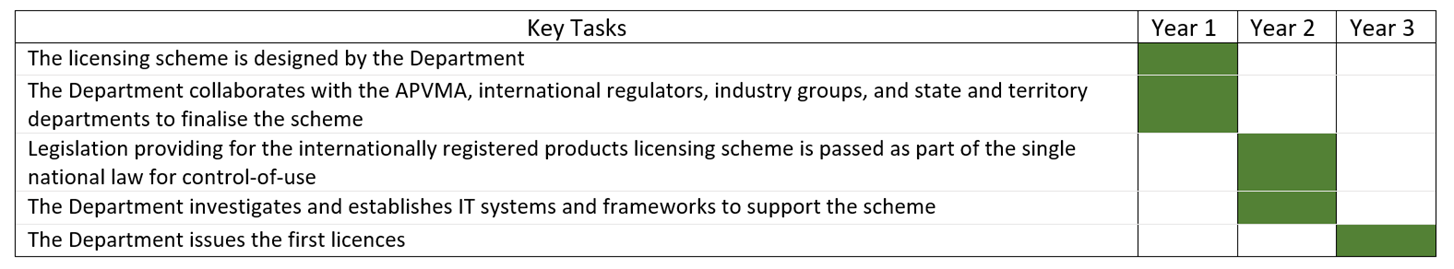 Key Tasks Year 1 Year 2 Year 3
The licensing scheme is designed by the Department
The Department collaborates with the APVMA, international regulators, industry groups, and state and territory
departments to finalise the scheme
Legislation providing for the internationally registered products licensing scheme is passed as part of the single
national law for control-of-use
The Department investigates and establishes IT systems and frameworks to support the scheme
The Department issues the first licences